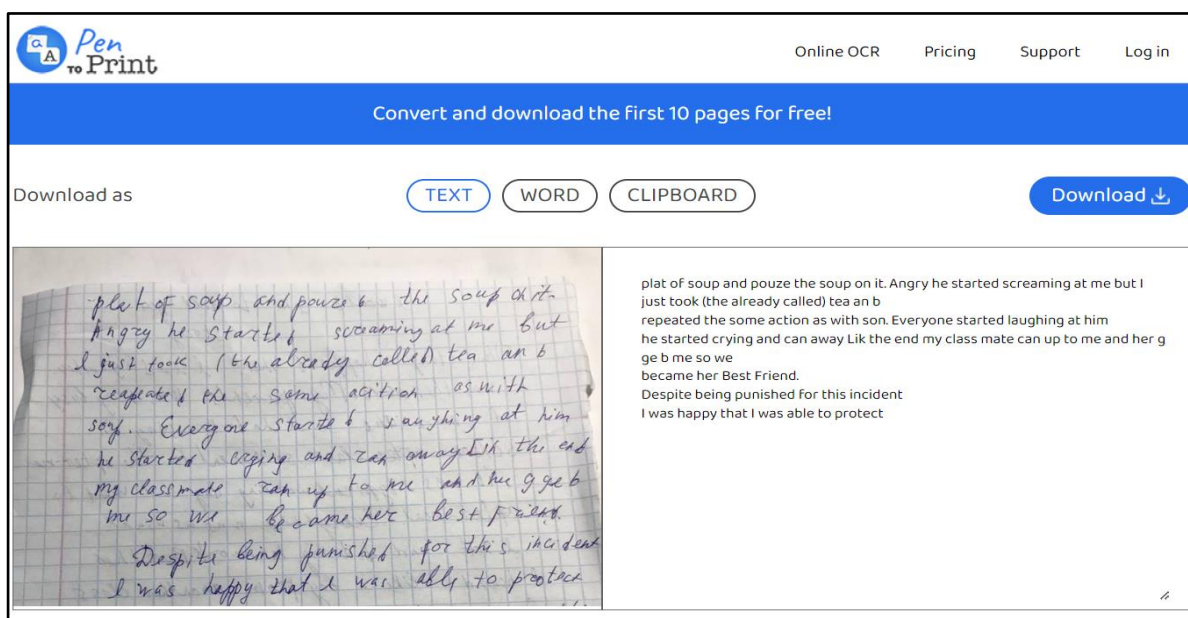 Pen
TO Print
Online OCR Pricing Support Log in
Convert and download the first 10 pages for free!
Download as TEXT WORD CLIPBOARD Download
plat of soup and pouze b the soup on it.
Angry he started screaming at me but
I just took (the already colled) tea an b
reapeated the same acition as with
soup. Everyone started laughing at him
he started crying and ran away [In the end
my classmate ran up to me and hug gged
me so we became her best friend.
Despite being punished for this incident
I was happy that I was able to protect
plat of soup and pouze the soup on it. Angry he started screaming at me but I
just took (the already called) tea an b
repeated the some action as with son. Everyone started laughing at him
he started crying and can away Lik the end my class mate can up to me and her g
ge b me so we
became her Best Friend.
Despite being punished for this incident
I was happy that I was able to protect